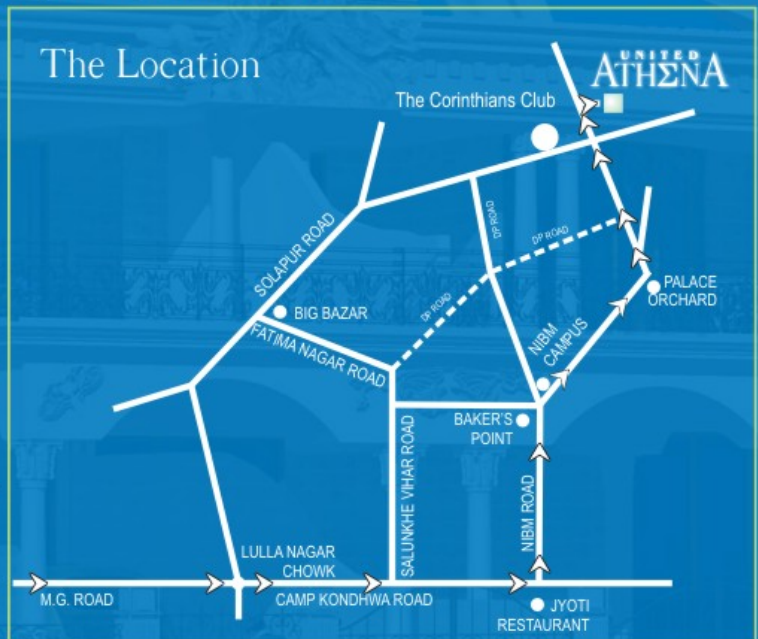 The Location
UNITED
ATHΣNA
The Corinthians Club
SOLAPUR ROAD
DP ROAD
DP ROAD
DP ROAD
PALACE
ORCHARD
BIG BAZAR
FATIMA NAGAR ROAD
NIBM
CAMPUS
BAKER'S
POINT
SALUNKHE VIHAR ROAD
NIBM ROAD
LULLA NAGAR
CHOWK
M.G. ROAD
CAMP KONDHWA ROAD
JYOTI
RESTAURANT